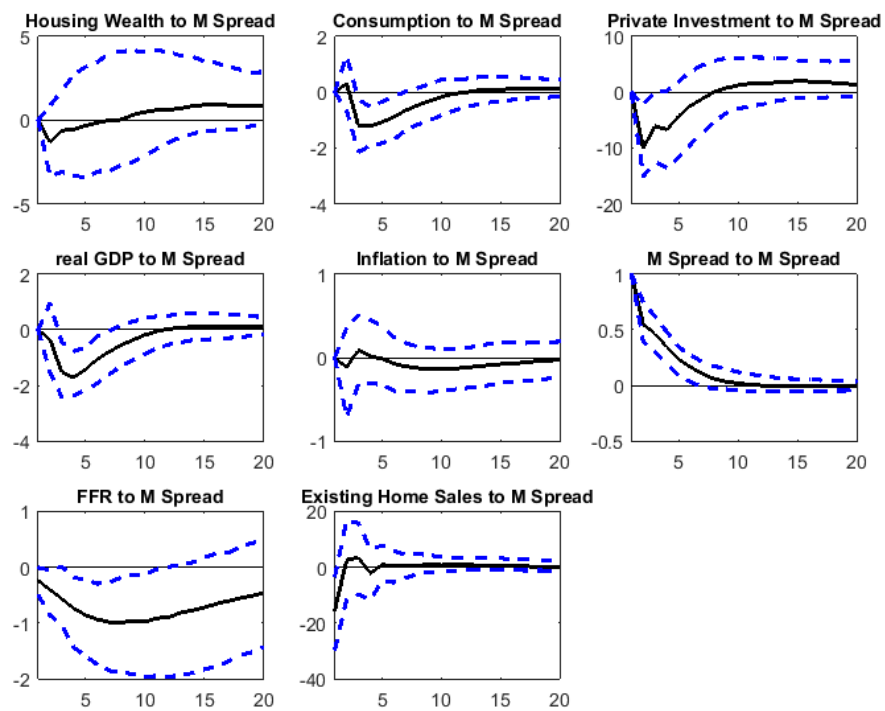 Housing Wealth to M Spread
5
0
-5
5 10 15 20
Consumption to M Spread
2
0
-2
-4
5 10 15 20
Private Investment to M Spread
10
0
-10
-20
5 10 15 20
real GDP to M Spread
2
0
-2
-4
5 10 15 20
Inflation to M Spread
1
0
-1
5 10 15 20
M Spread to M Spread
1
0.5
0
-0.5
5 10 15 20
FFR to M Spread
1
0
-1
-2
5 10 15 20
Existing Home Sales to M Spread
20
0
-20
-40
5 10 15 20